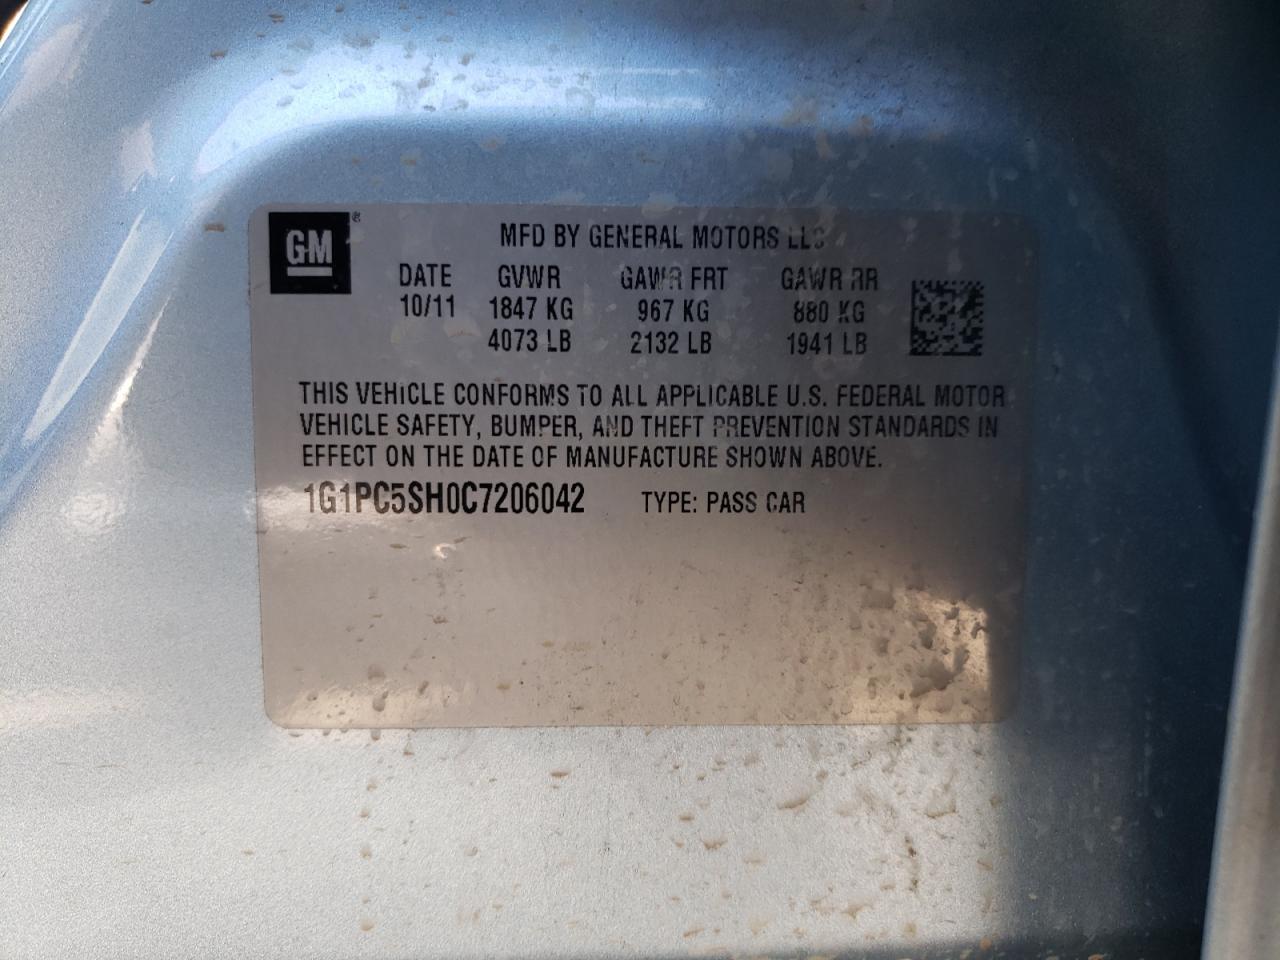 GM®
MFD BY GENERAL MOTORS LLC
DATE GVWR GAWR FRT GAWR RR
10/11 1847 KG 967 KG 880 KG
4073 LB 2132 LB 1941 LB
THIS VEHICLE CONFORMS TO ALL APPLICABLE U.S. FEDERAL MOTOR
VEHICLE SAFETY, BUMPER, AND THEFT PREVENTION STANDARDS IN
EFFECT ON THE DATE OF MANUFACTURE SHOWN ABOVE.
1G1PC5SH0C7206042 TYPE: PASS CAR